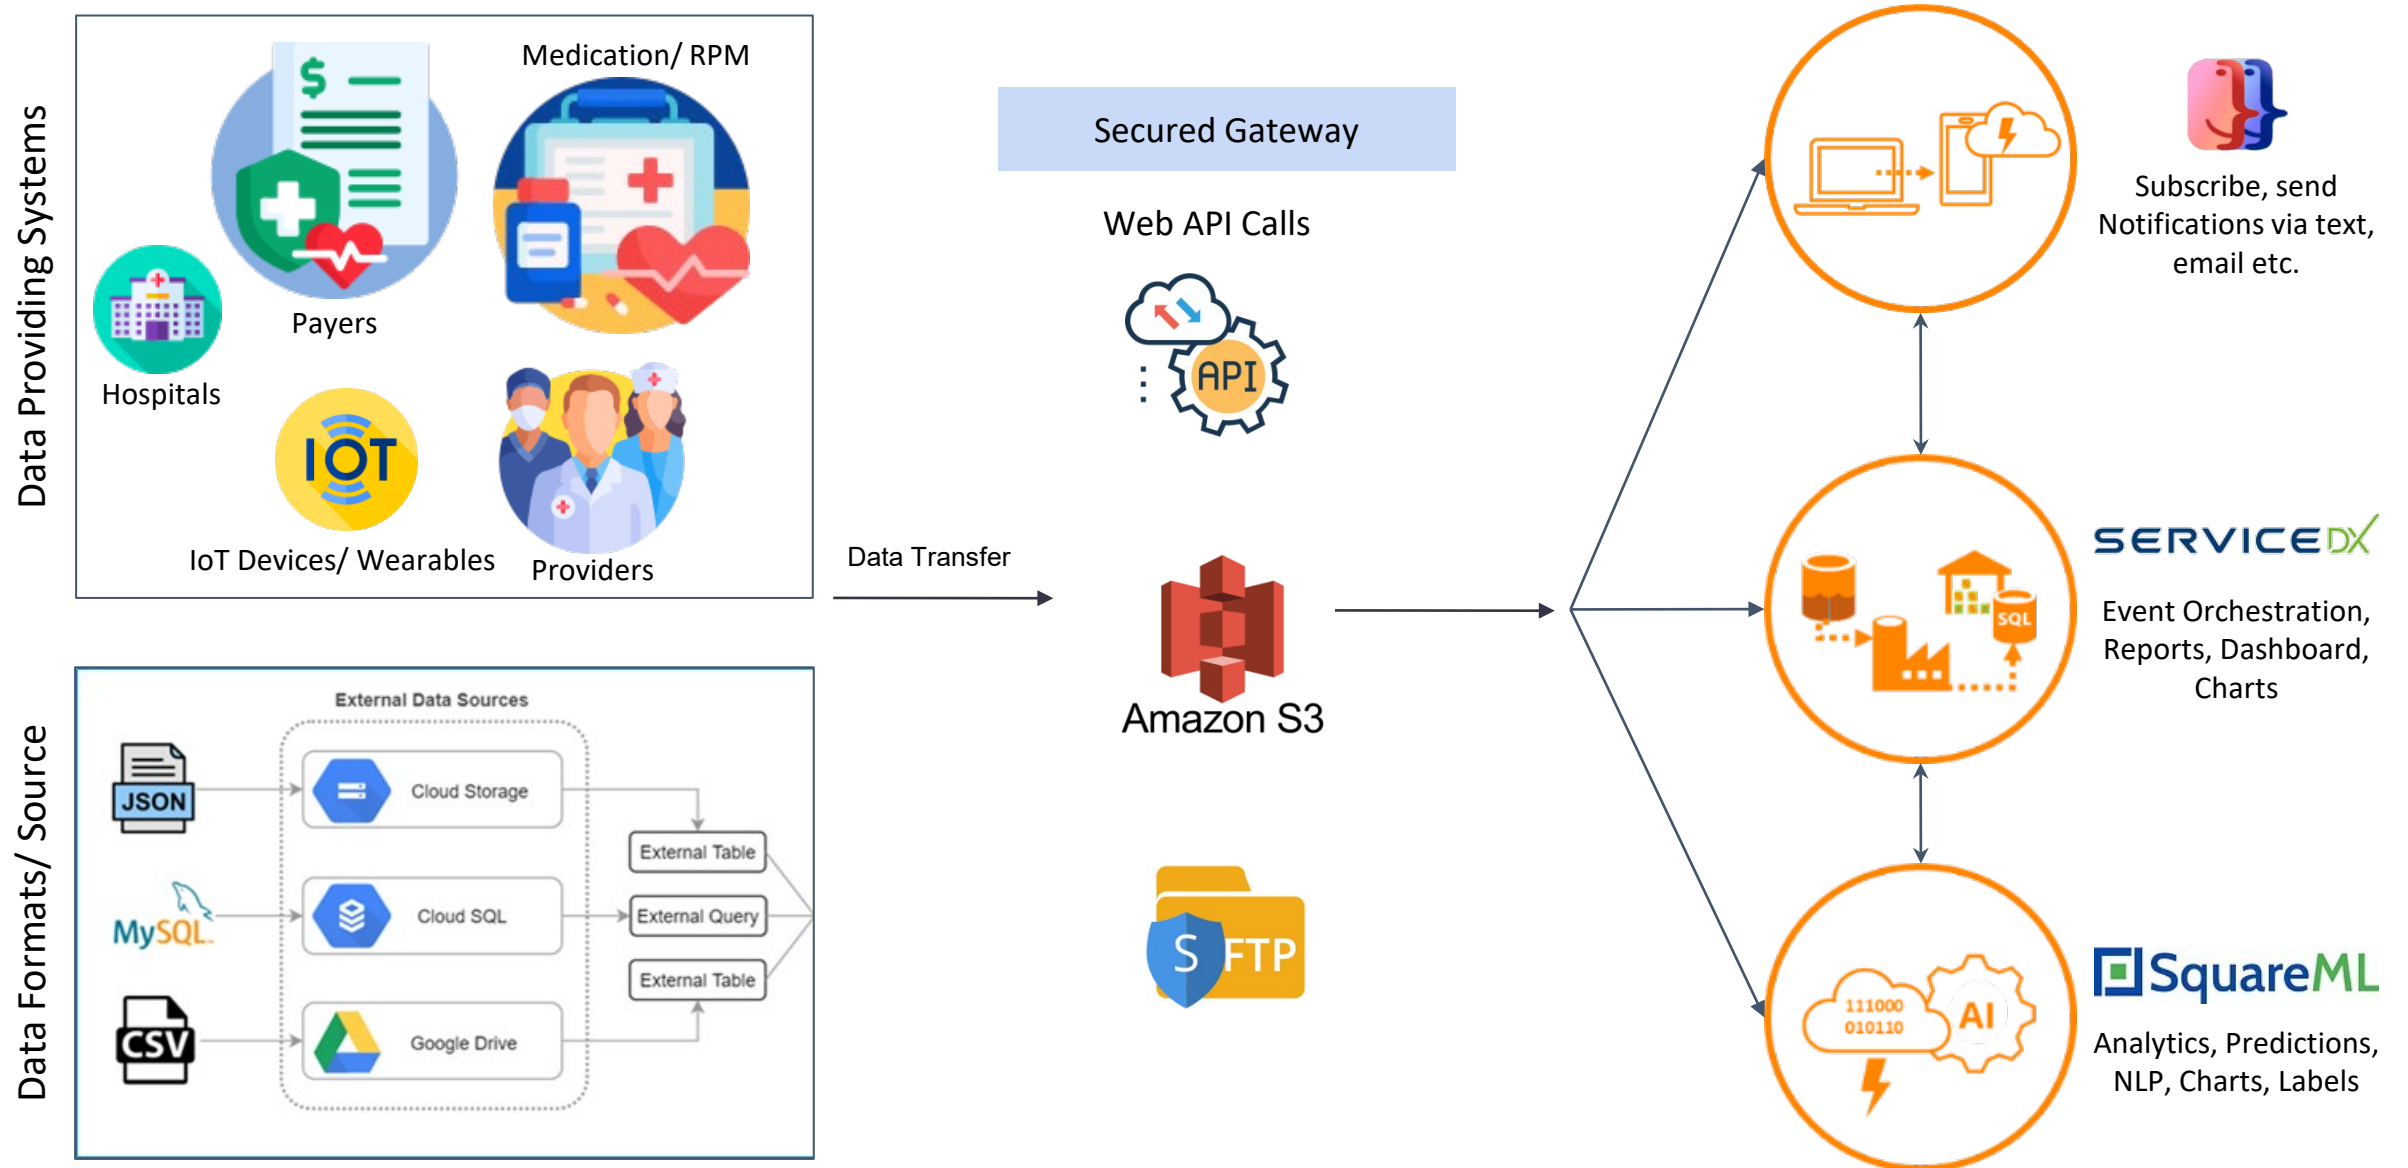 Data Providing Systems
Medication/ RPM
Payers
Hospitals
IOT
IoT Devices/ Wearables
Providers
Data Formats/ Source
External Data Sources
JSON
Cloud Storage
External Table
MySQL
Cloud SQL
External Query
External Table
CSV
Google Drive
Data Transfer
Secured Gateway
Web API Calls
API
Amazon S3
S FTP
Subscribe, send
Notifications via text,
email etc.
SERVICEDX
SQL
Event Orchestration,
Reports, Dashboard,
Charts
SquareML
111000
010110
AI
Analytics, Predictions,
NLP, Charts, Labels